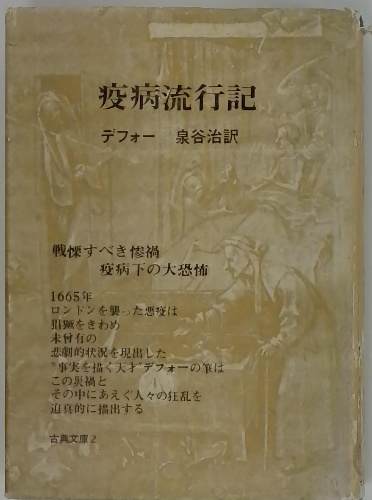 疫病流行記
デフォー 泉谷治訳
戦慄すべき惨禍
疫病下の大恐怖
1665年
ロンドンを襲った悪疫は
猖獗をきわめ
未曾有の
悲劇的状況を現出した
“事実を描く天才”デフォーの筆は
この災禍と
その中にあえぐ人々の狂乱を
迫真的に描出する
古典文庫2